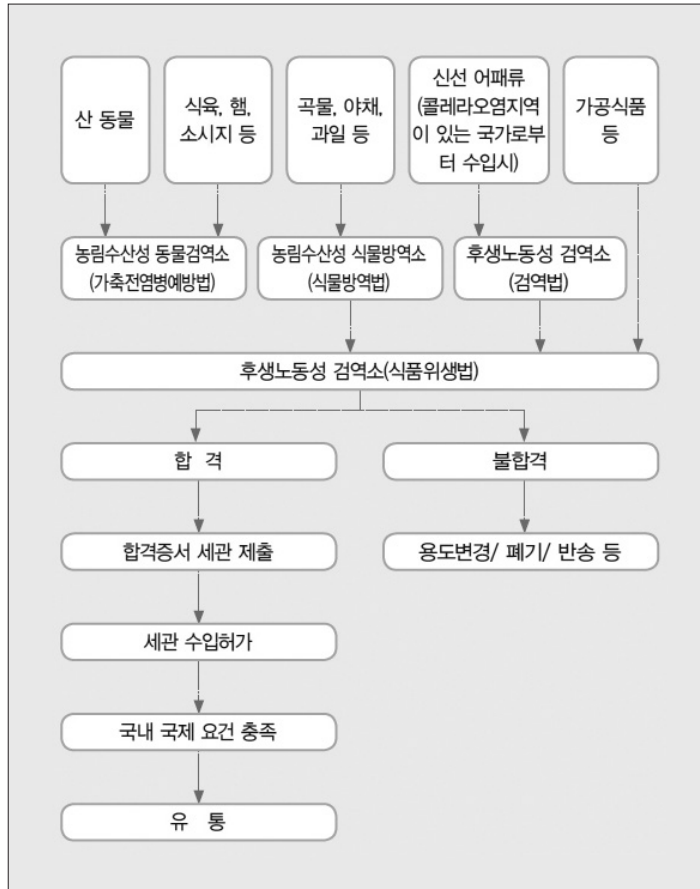 산 동물
식육, 햄,
소시지 등
곡물, 야채,
과일 등
신선 어패류
(콜레라오염지역
이 있는 국가로부
터 수입시)
가공식품
등
농림수산성 동물검역소
(가축전염병예방법)
농림수산성 식물방역소
(식물방역법)
후생노동성 검역소
(검역법)
후생노동성 검역소(식품위생법)
합 격
불합격
합격증서 세관 제출
용도변경/ 폐기/ 반송 등
세관 수입허가
국내 국제 요건 충족
유 통